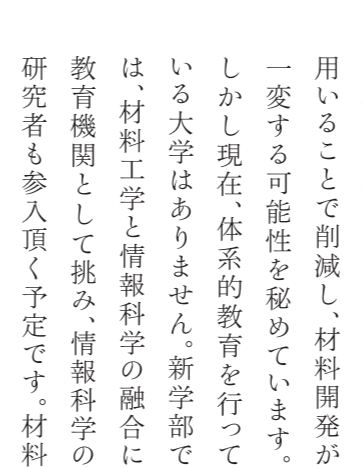 用いることで削減し、材料開発が
一変する可能性を秘めています。
しかし現在、体系的教育を行って
いる大学はありません。新学部で
は、材料工学と情報科学の融合に
教育機関として挑み、情報科学の
研究者も参入頂く予定です。材料